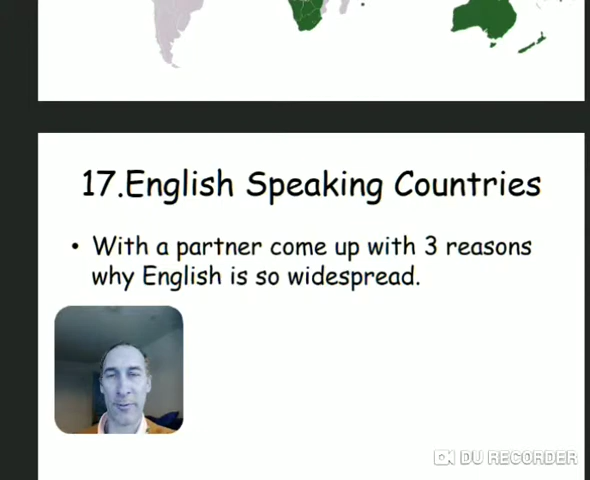 17.English Speaking Countries
• With a partner come up with 3 reasons
why English is so widespread.
DU RECORDER